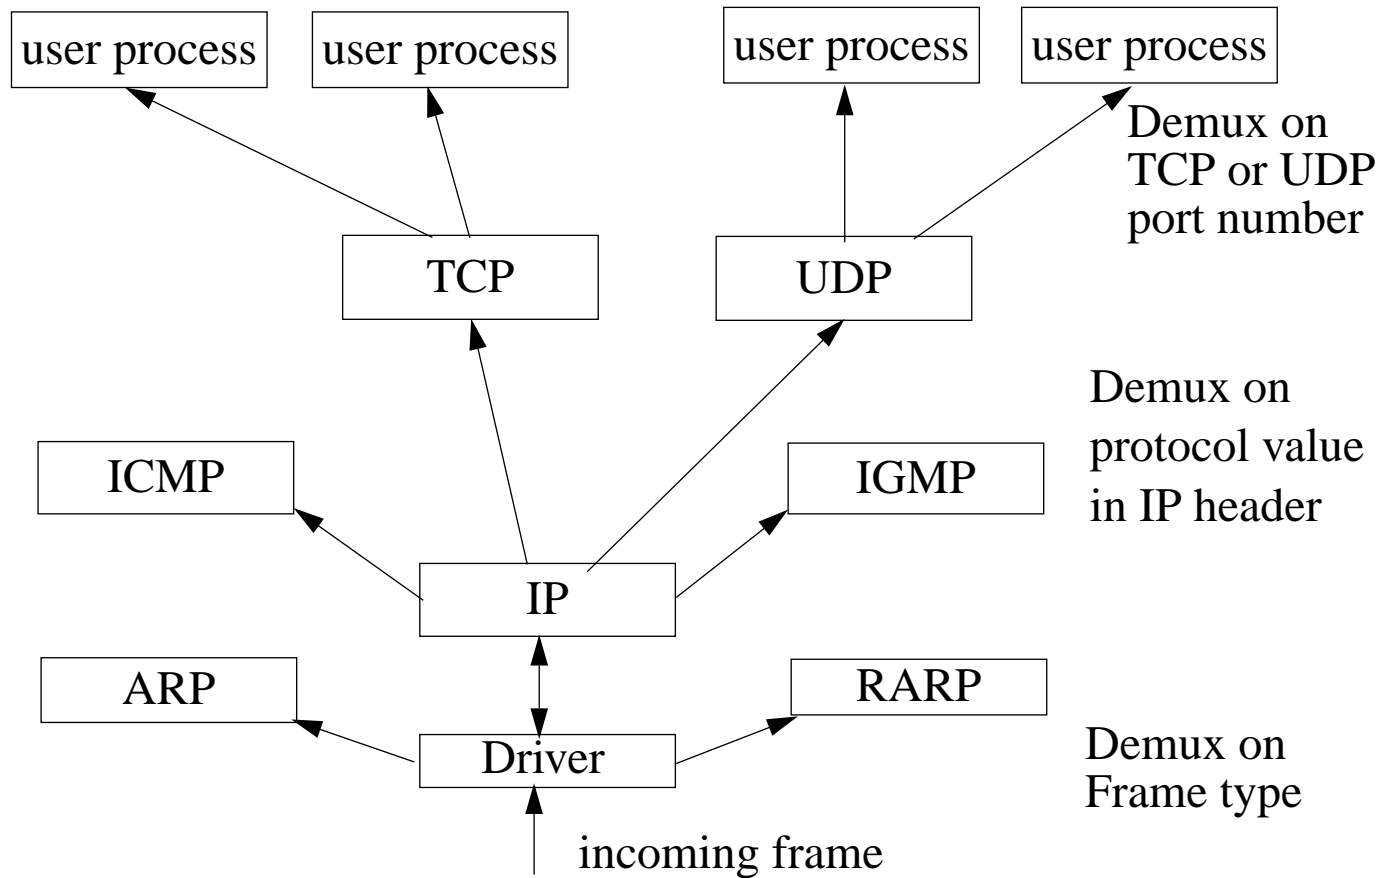 user process
user process
user process
user process
Demux on
TCP or UDP
port number
TCP
UDP
Demux on
protocol value
in IP header
ICMP
IGMP
IP
ARP
RARP
Driver
Demux on
Frame type
incoming frame